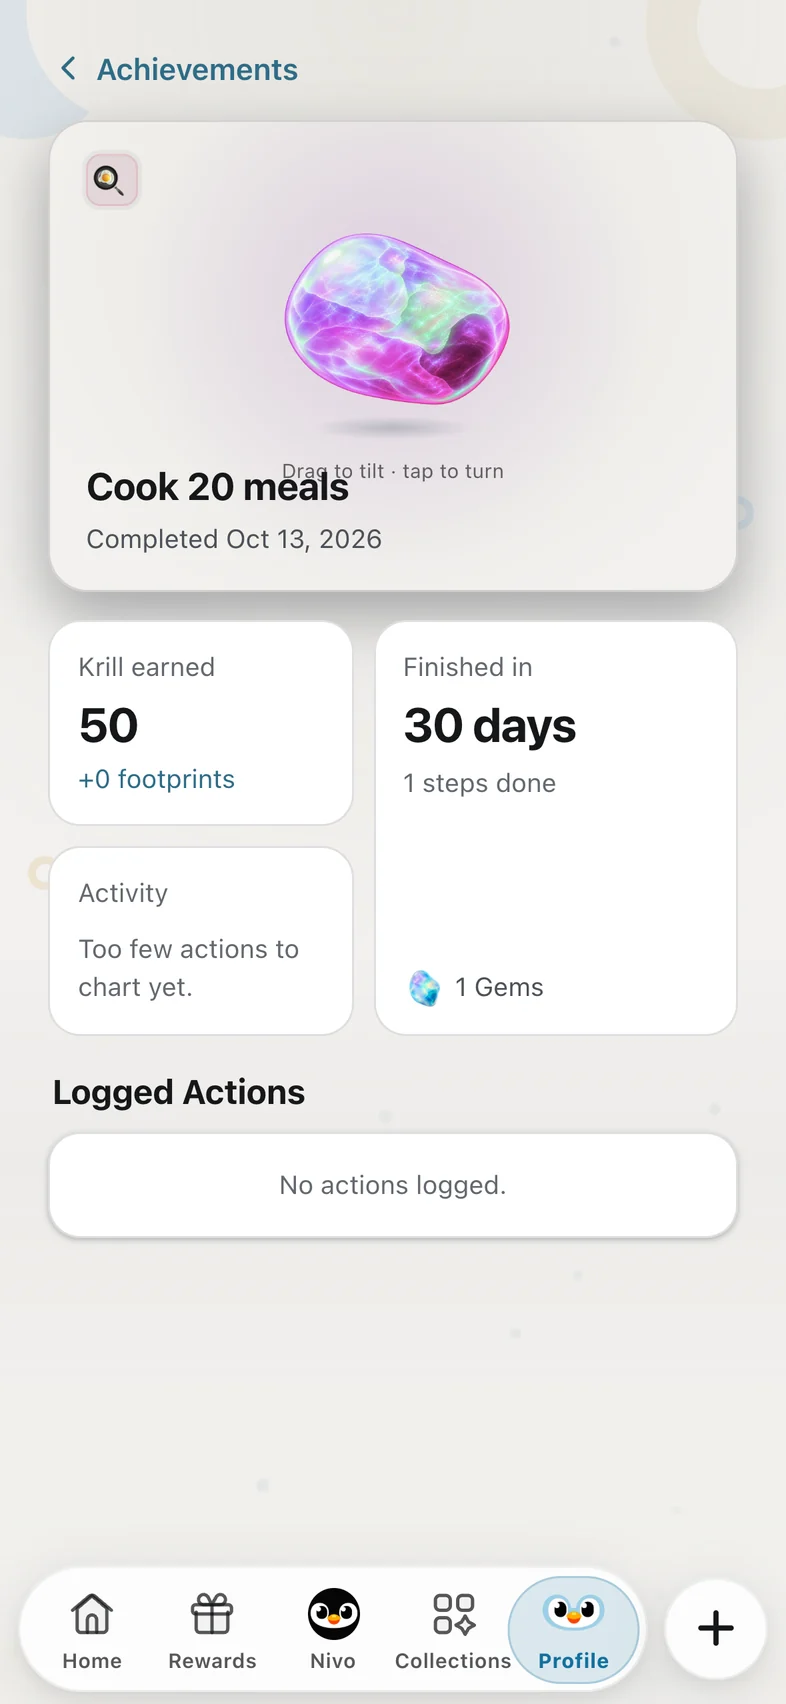 Achievements
Drag to tilt · tap to turn
Cook 20 meals
Completed Oct 13, 2026
Krill earned
50
+0 footprints
Finished in
30 days
1 steps done
1 Gems
Activity
Too few actions to
chart yet.
Logged Actions
No actions logged.
Home
Rewards
Nivo
Collections
Profile